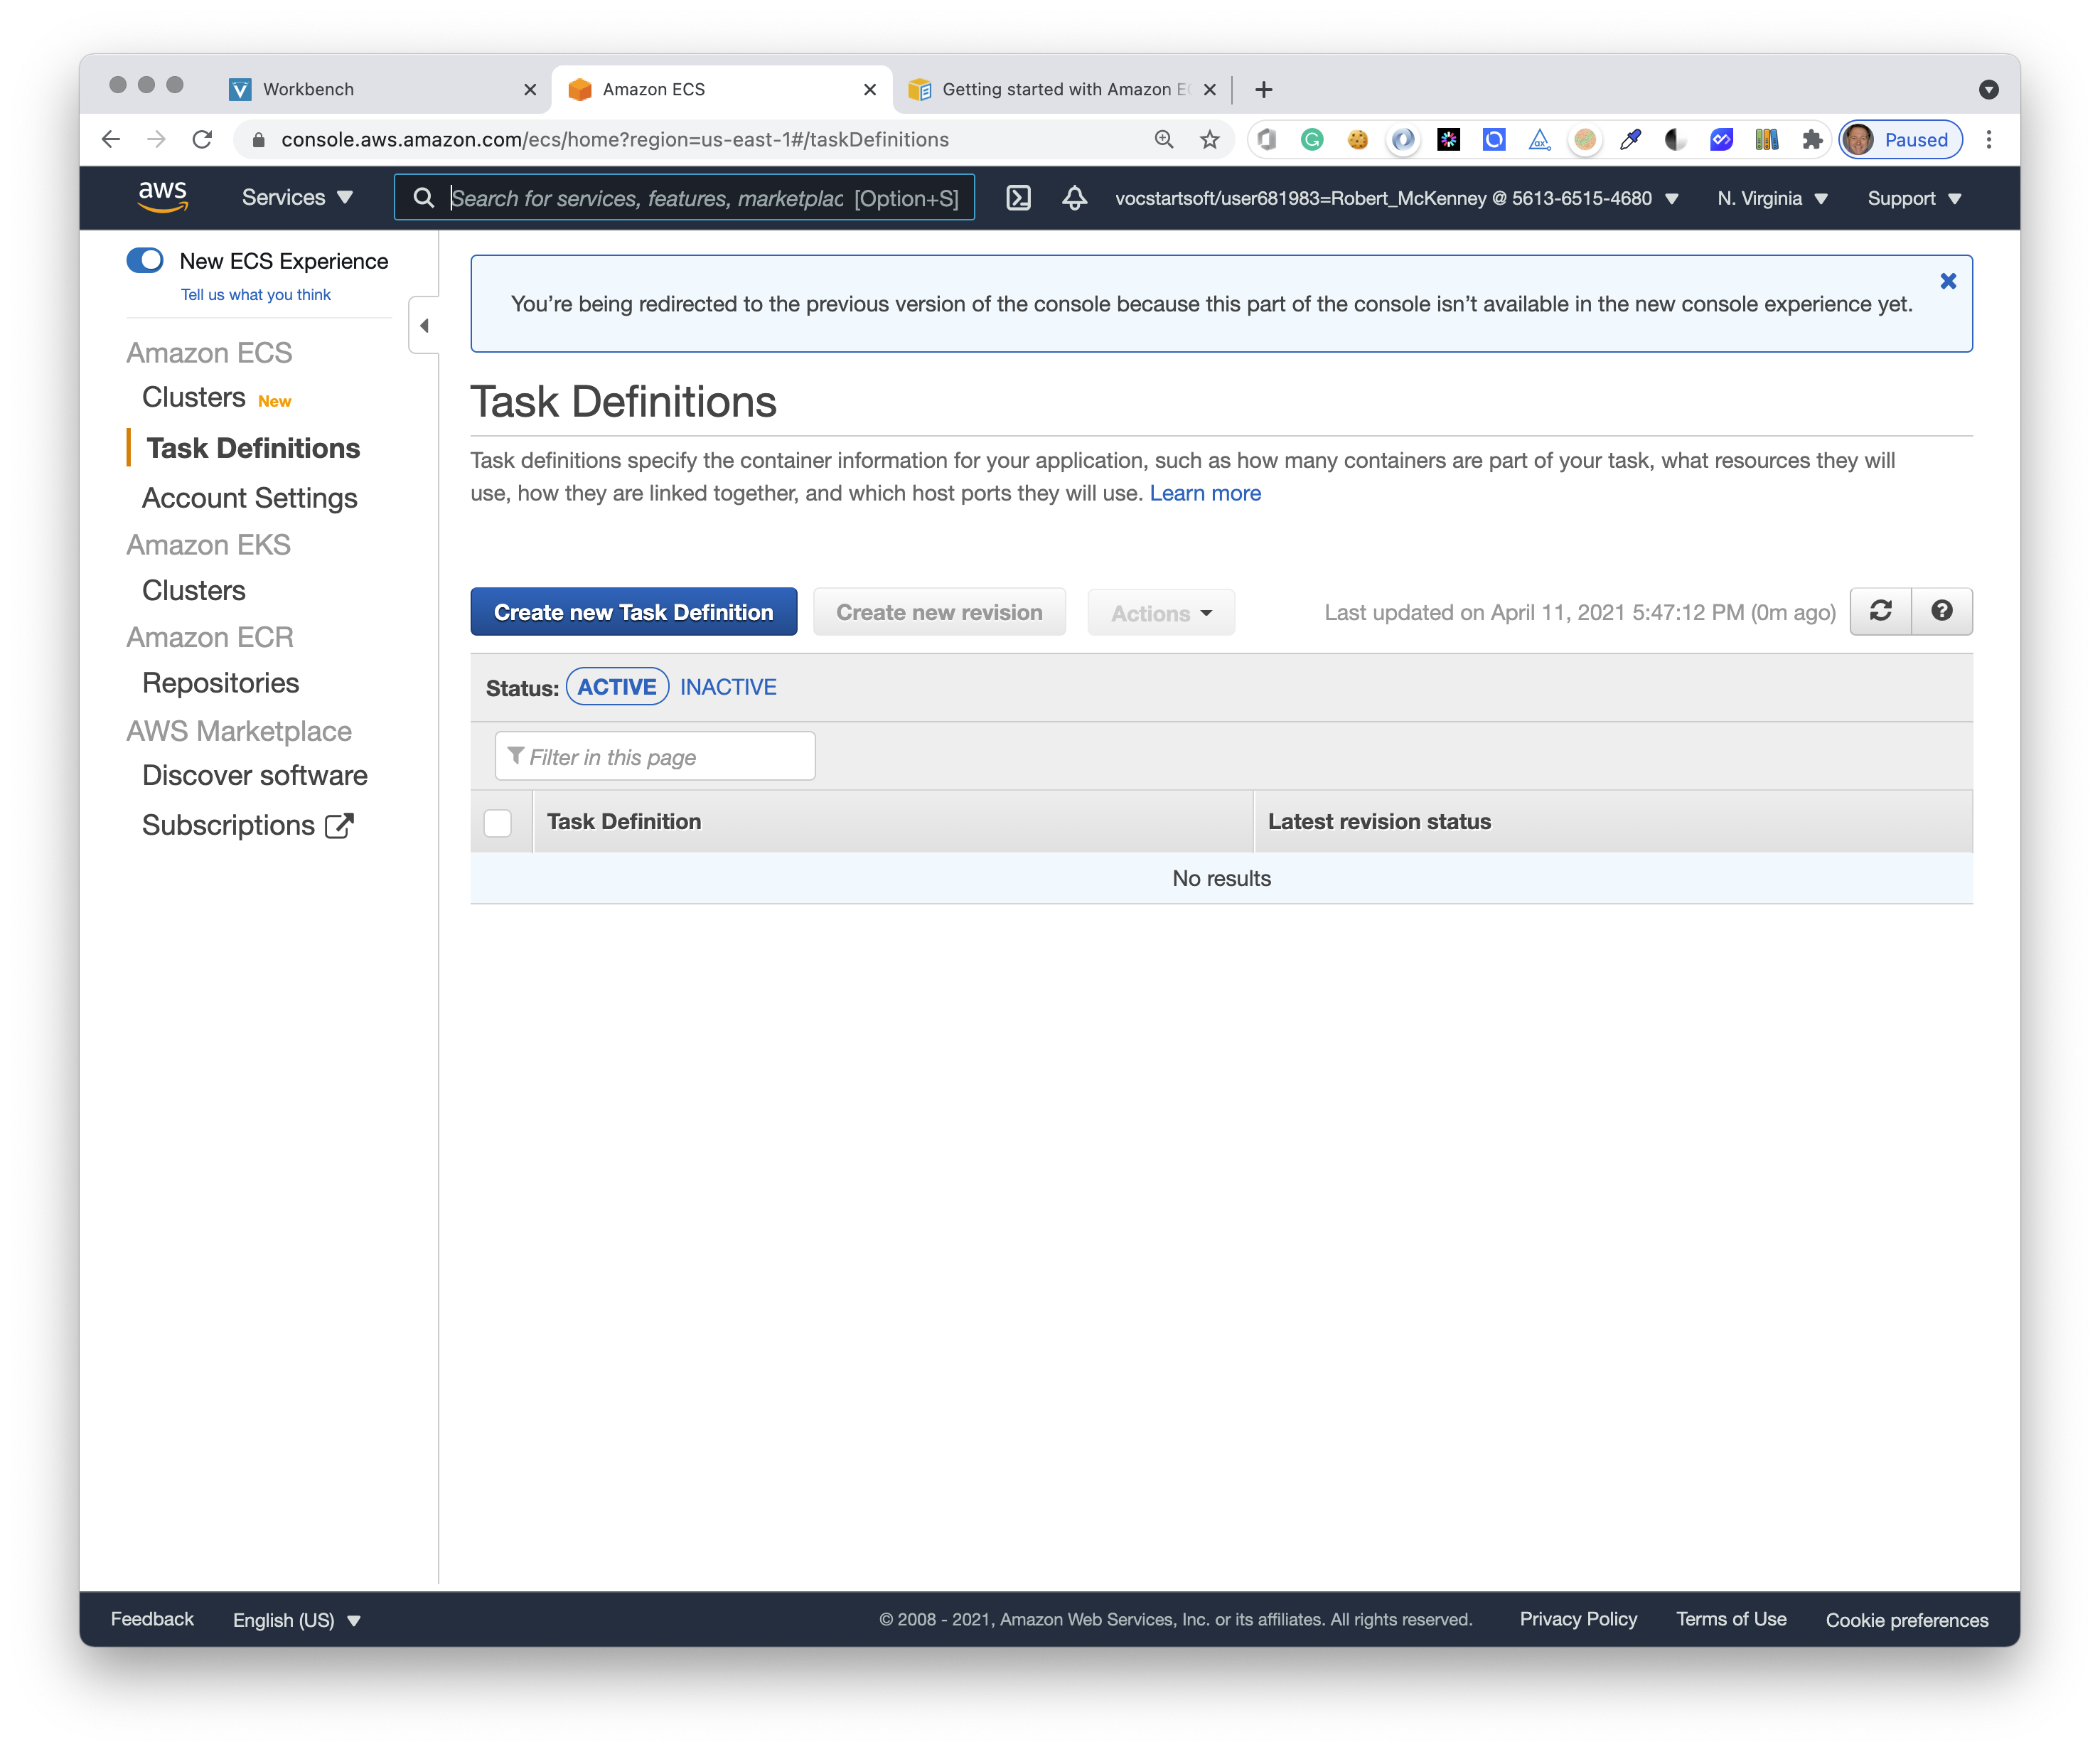 Workbench
Amazon ECS
Getting started with Amazon EC
console.aws.amazon.com/ecs/home?region=us-east-1#/taskDefinitions
Paused
aws
Services
Search for services, features, marketplac [Option+S]
vocstartsoft/user681983=Robert_McKenney @ 5613-6515-4680
N. Virginia
Support
New ECS Experience
Tell us what you think
Amazon ECS
Clusters New
Task Definitions
Account Settings
Amazon EKS
Clusters
Amazon ECR
Repositories
AWS Marketplace
Discover software
Subscriptions
You’re being redirected to the previous version of the console because this part of the console isn’t available in the new console experience yet.
Task Definitions
Task definitions specify the container information for your application, such as how many containers are part of your task, what resources they will
use, how they are linked together, and which host ports they will use. Learn more
Create new Task Definition
Create new revision
Actions
Last updated on April 11, 2021 5:47:12 PM (0m ago)
Status: ACTIVE INACTIVE
Filter in this page
Task Definition
Latest revision status
No results
Feedback
English (US)
© 2008 - 2021, Amazon Web Services, Inc. or its affiliates. All rights reserved.
Privacy Policy
Terms of Use
Cookie preferences